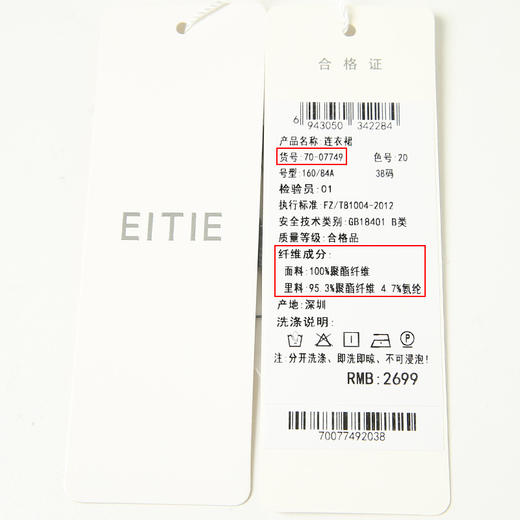 EITIE
合格证
6 943050 342284
产品名称 连衣裙
货号:70-07749 色号:20
号型:160/84A 38码
检验员:01
执行标准:FZ/T81004-2012
安全技术类别:GB18401 B类
质量等级:合格品
纤维成分:
面料:100%聚酯纤维
里料:95.3%聚酯纤维 4.7%氨纶
产地:深圳
洗涤说明:
注:分开洗涤、即洗即晾、不可浸泡!
RMB:2699
70077492038